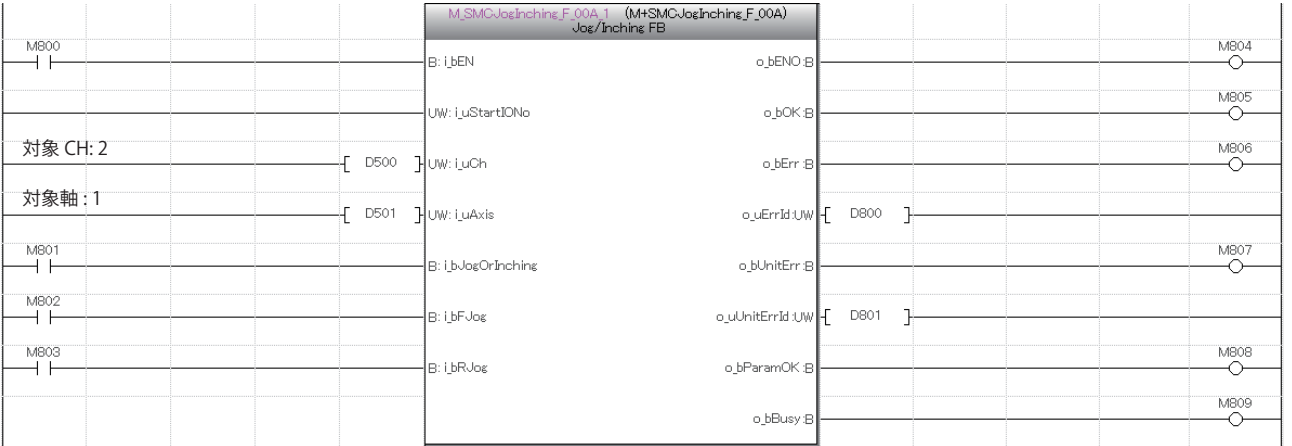 M_SMCJogInching_F_00A_1 (M+SMCJogInching_F_00A)
Jog/Inching FB
M800
B: i_bEN
o_bENO:B
M804
UW: i_uStartIONo
o_bOK:B
M805
対象 CH: 2
D500
UW: i_uCh
o_bErr:B
M806
対象軸 : 1
D501
UW: i_uAxis
o_uErrId:UW
D800
M801
B: i_bJogOrInching
o_bUnitErr:B
M807
M802
B: i_bFJog
o_uUnitErrId:UW
D801
M803
B: i_bRJog
o_bParamOK:B
M808
o_bBusy:B
M809